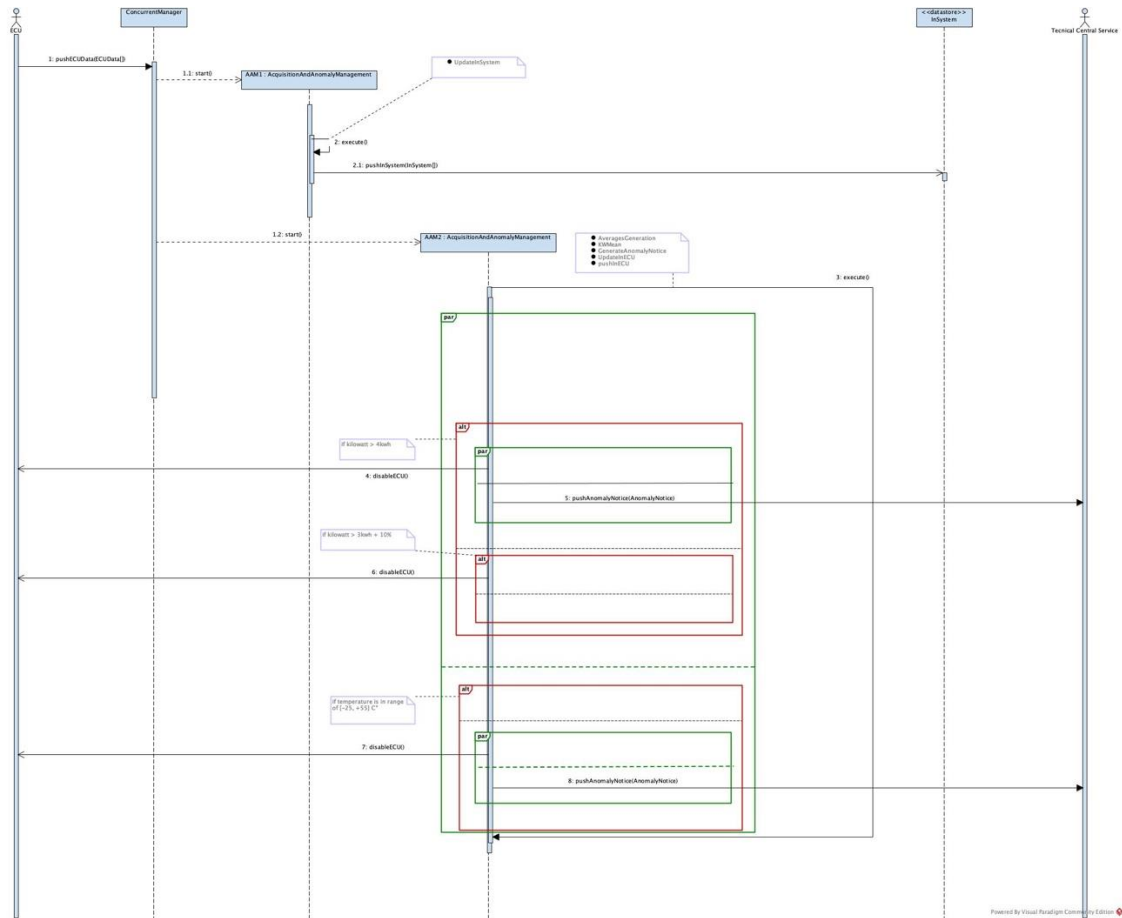 ECU
ConcurrentManager
<<datastore>>
InSystem
Tecnical Central Service
1: pushECUData(ECUData[])
1.1: start()
AAM1 : AcquisitionAndAnomalyManagement
UpdateInSystem
2: execute()
2.1: pushInSystem(InSystem[])
1.2: start()
AAM2 : AcquisitionAndAnomalyManagement
AveragesGeneration
KWMean
GenerateAnomalyNotice
UpdateInECU
pushInECU
3: execute()
par
alt
if kilowatt > 4kwh
par
4: disableECU()
5: pushAnomalyNotice(AnomalyNotice)
if kilowatt > 3kwh + 10%
alt
6: disableECU()
alt
if temperature is in range
of [-25, +55] C°
par
7: disableECU()
8: pushAnomalyNotice(AnomalyNotice)
Powered By Visual Paradigm Community Edition